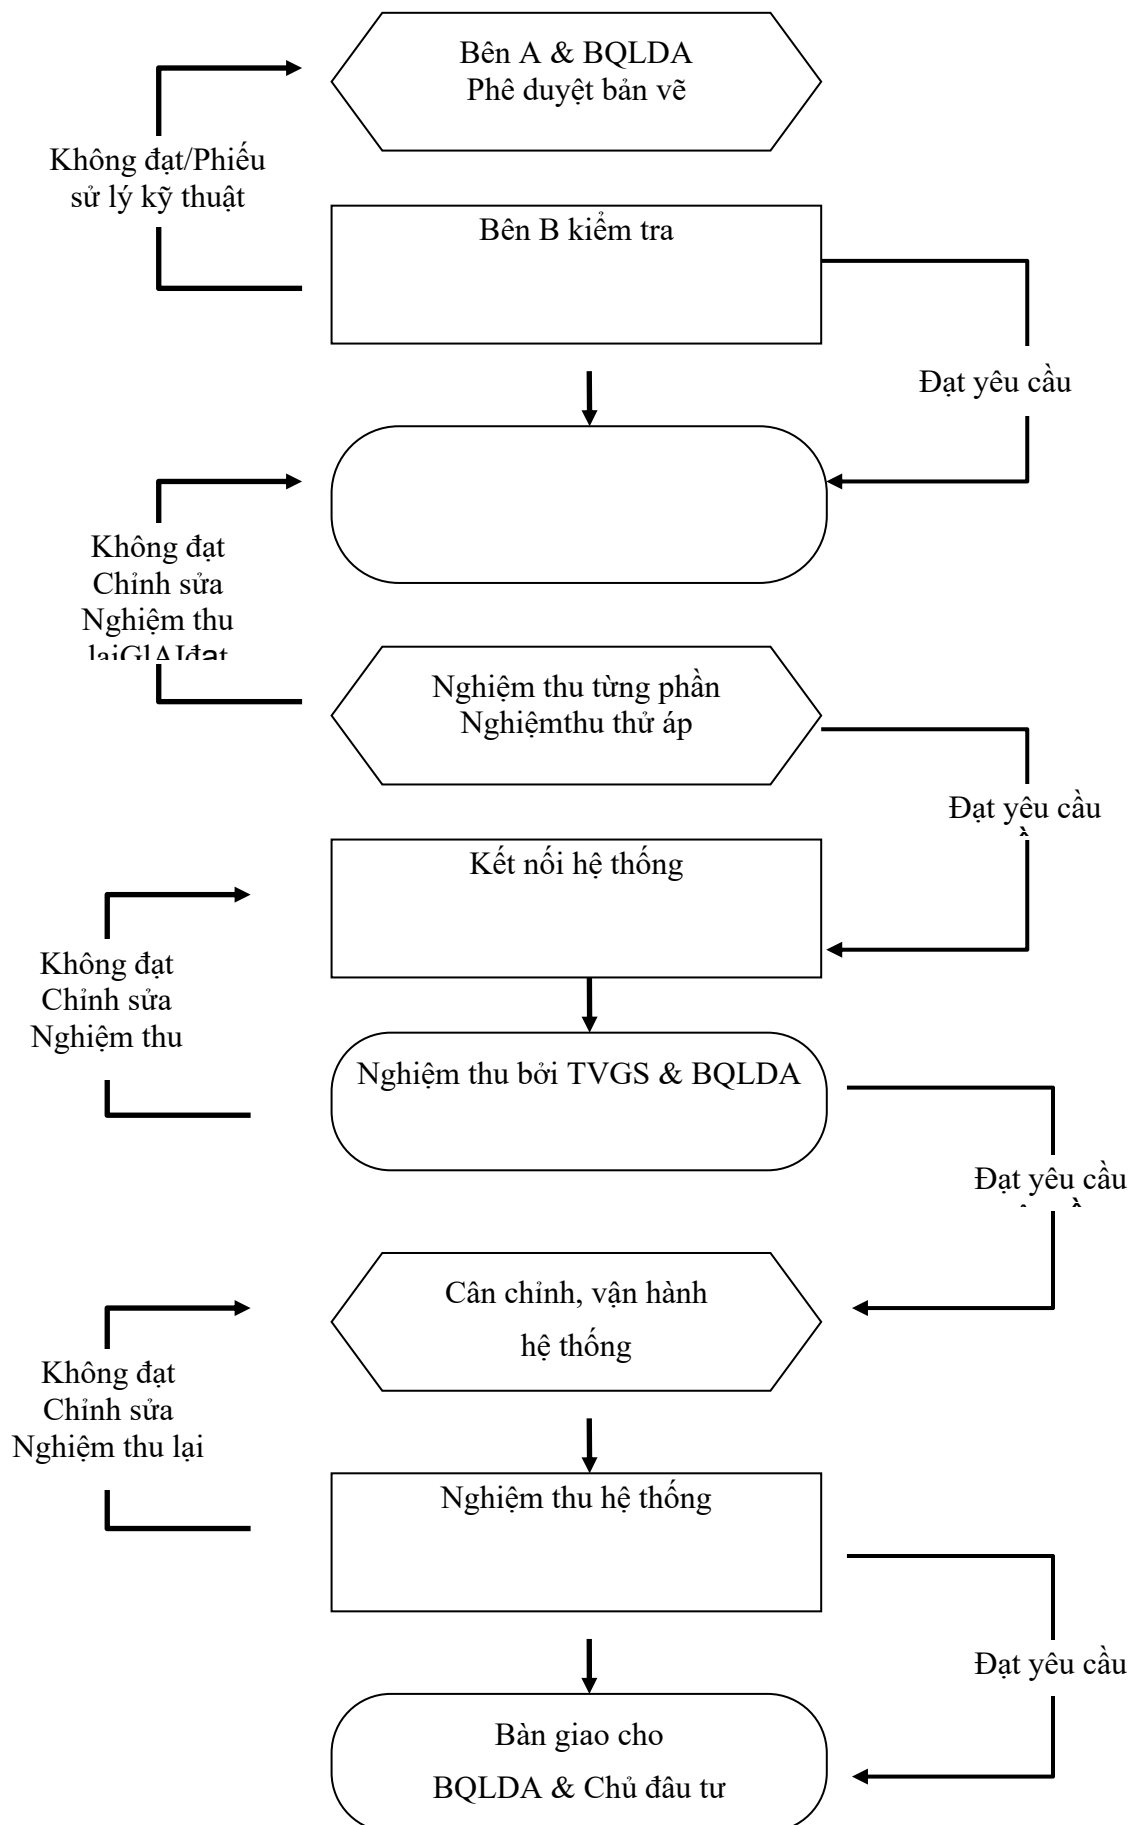 Bên A & BQLDA
Phê duyệt bản vẽ
Không đạt/Phiếu
sử lý kỹ thuật
Bên B kiểm tra
Đạt yêu cầu
Không đạt
Chỉnh sửa
Nghiệm thu
Nghiệm thu từng phần
Nghiệmthu thử áp
Đạt yêu cầu
Kết nối hệ thống
Không đạt
Chỉnh sửa
Nghiệm thu
Nghiệm thu bởi TVGS & BQLDA
Đạt yêu cầu
Cân chỉnh, vận hành
hệ thống
Không đạt
Chỉnh sửa
Nghiệm thu lại
Nghiệm thu hệ thống
Đạt yêu cầu
Bàn giao cho
BQLDA & Chủ đâu tư